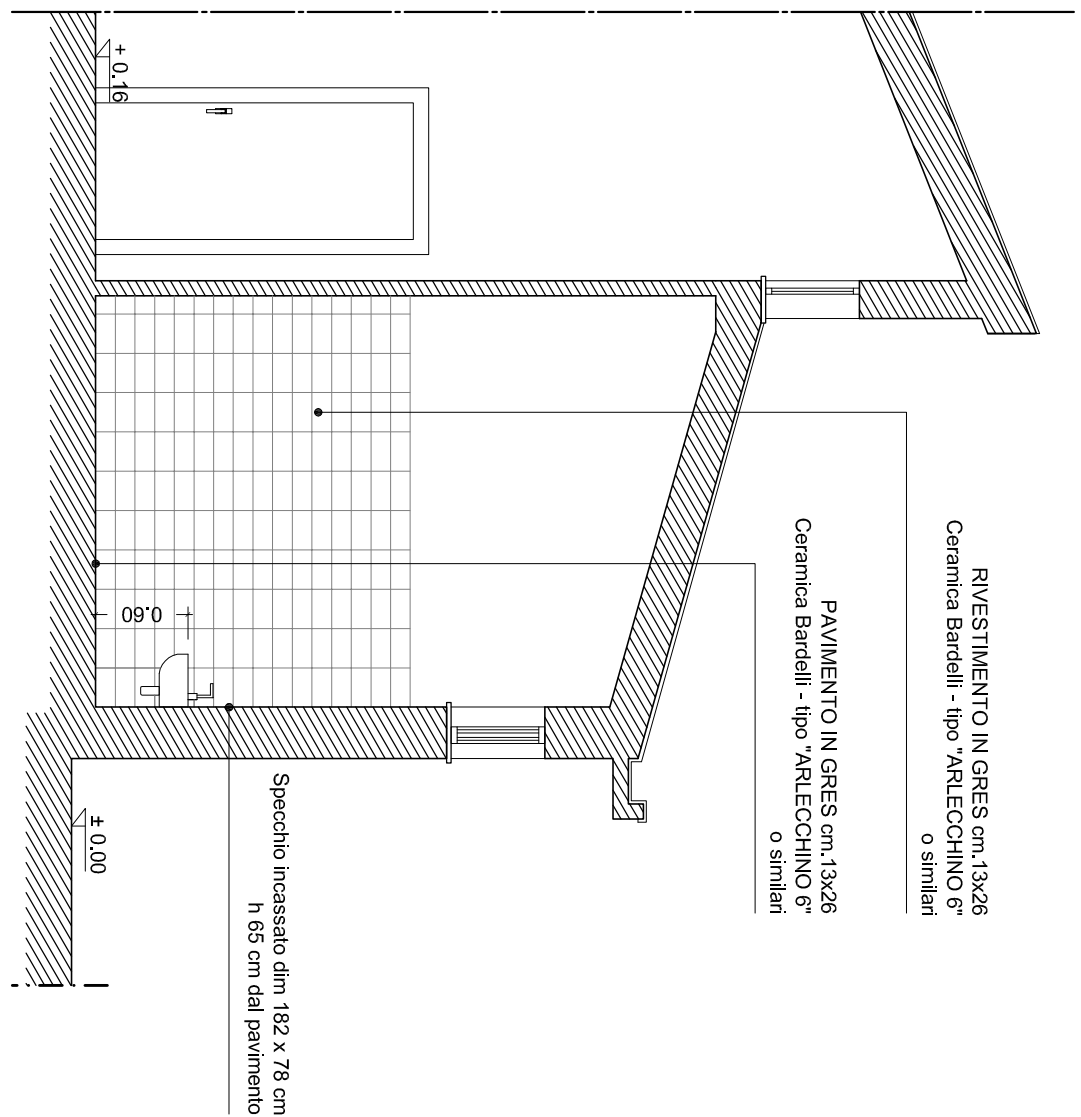 RIVESTIMENTO IN GRES cm.13x26
Ceramica Bardelli - tipo "ARLECCHINO 6"
o similari
PAVIMENTO IN GRES cm.13x26
Ceramica Bardelli - tipo "ARLECCHINO 6"
o similari
+ 0.16
0.60
± 0.00
Specchio incassato dim 182 x 78 cm
h 65 cm dal pavimento